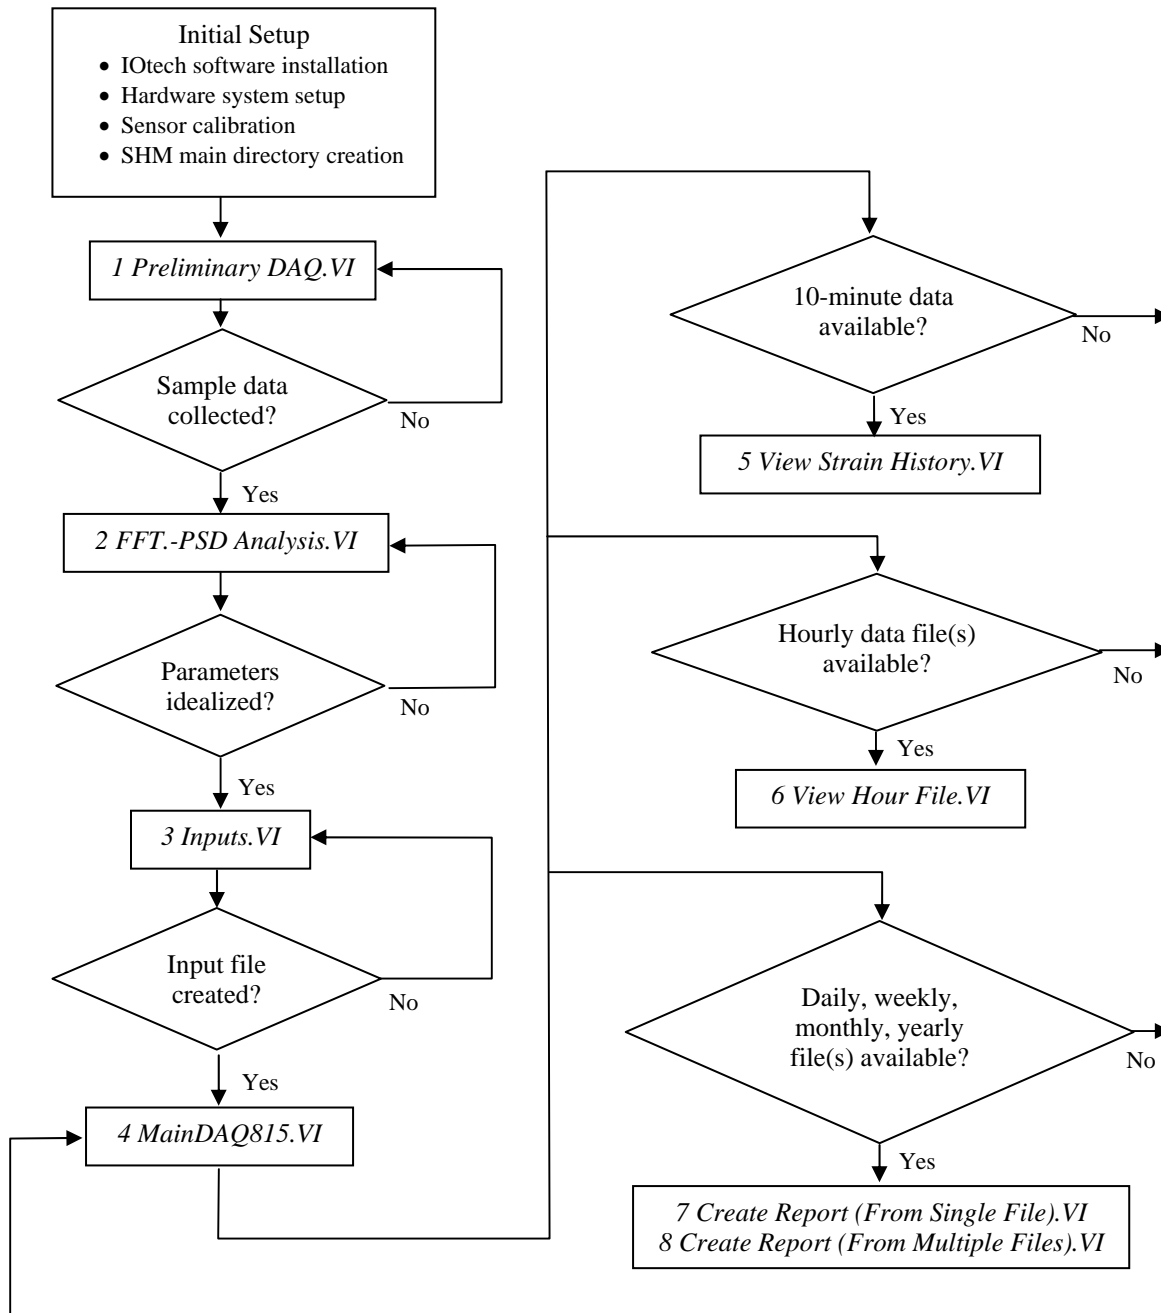 Initial Setup
• IOtech software installation
• Hardware system setup
• Sensor calibration
• SHM main directory creation
1 Preliminary DAQ.VI
Sample data
collected?
No
Yes
2 FFT.-PSD Analysis.VI
Parameters
idealized?
No
Yes
3 Inputs.VI
Input file
created?
No
Yes
4 MainDAQ815.VI
10-minute data
available?
No
Yes
5 View Strain History.VI
Hourly data file(s)
available?
No
Yes
6 View Hour File.VI
Daily, weekly,
monthly, yearly
file(s) available?
No
Yes
7 Create Report (From Single File).VI
8 Create Report (From Multiple Files).VI